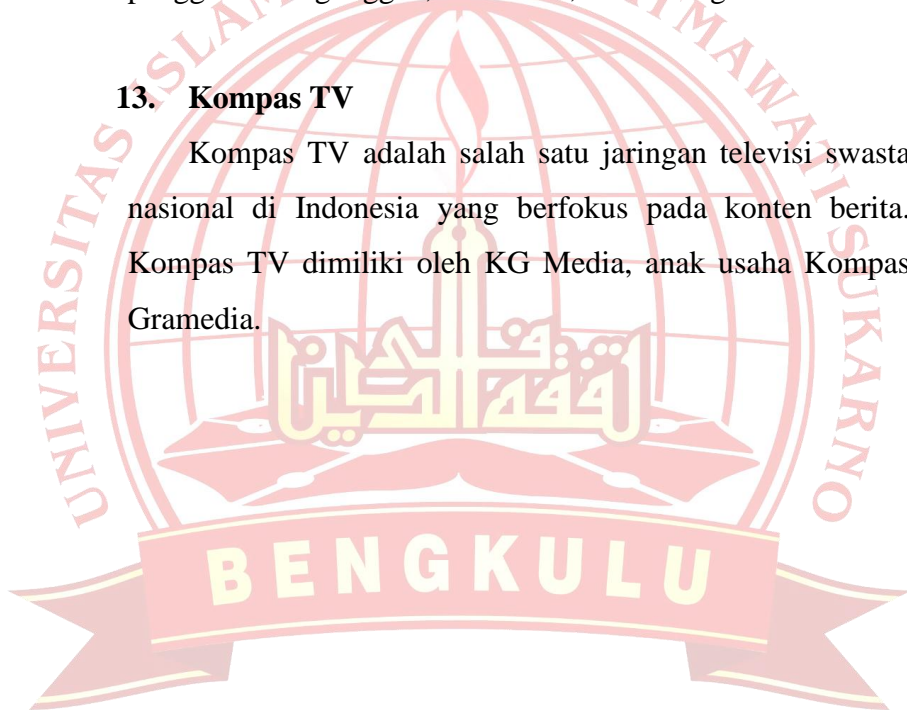 13. Kompas TV
Kompas TV adalah salah satu jaringan televisi swasta
nasional di Indonesia yang berfokus pada konten berita.
Kompas TV dimiliki oleh KG Media, anak usaha Kompas
Gramedia.
UNIVERSITAS ISLAM
SUKARNO
BENGKULU